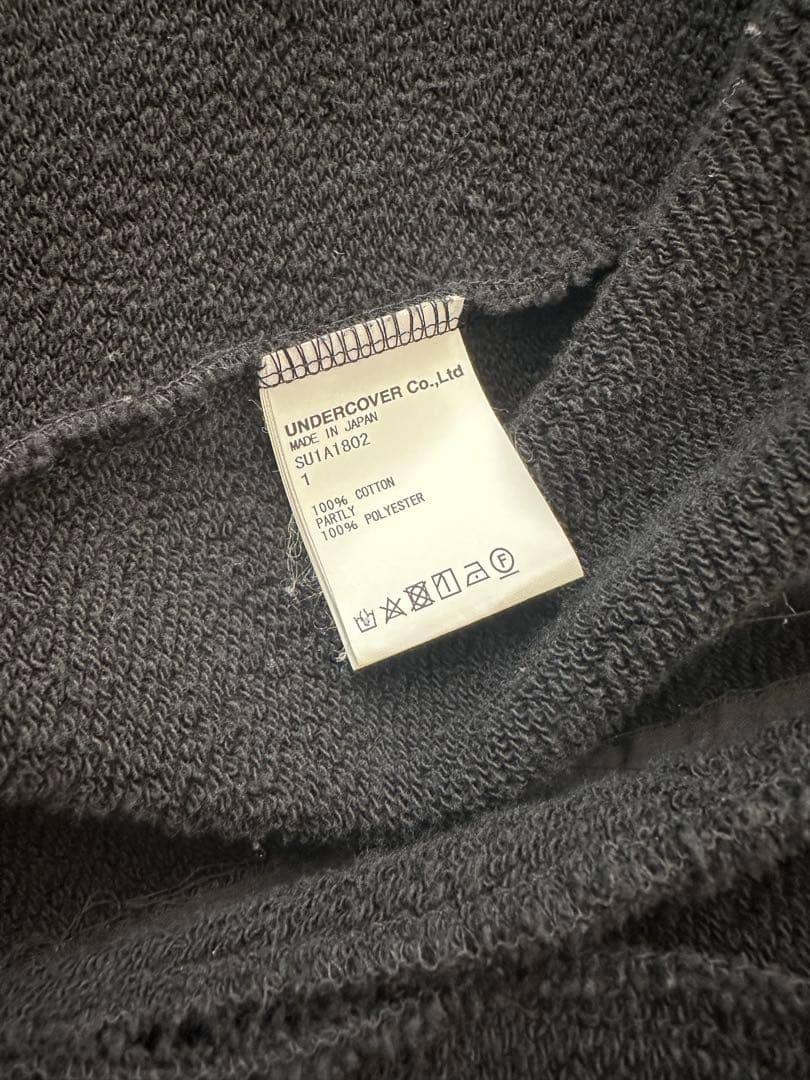 UNDERCOVER Co.,Ltd
MADE IN JAPAN
SU1A1802
1
100% COTTON
PARTLY
100% POLYESTER
F